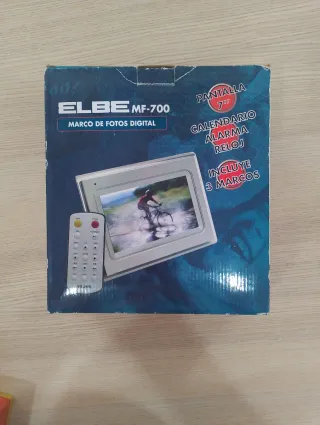 ELBE MF-700
MARCO DE FOTOS DIGITAL
PANTALLA
7"
CALENDARIO
ALARMA
RELOJ
INCLUYE
3 MARCOS